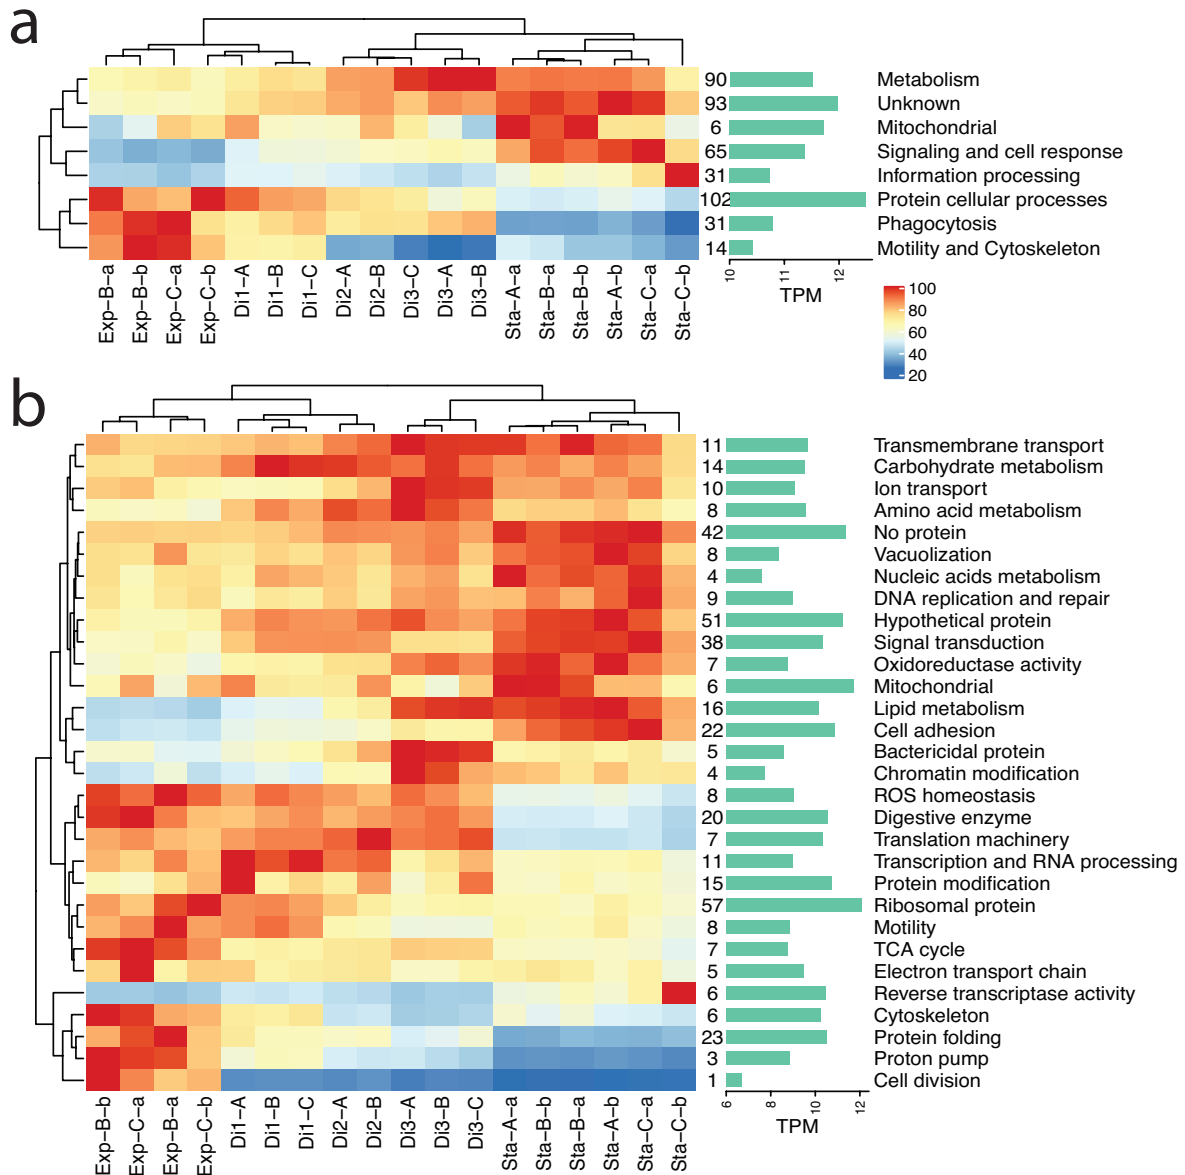 a
90 Metabolism
93 Unknown
6 Mitochondrial
65 Signaling and cell response
31 Information processing
102 Protein cellular processes
31 Phagocytosis
14 Motility and Cytoskeleton
Exp-B-a Exp-B-b Exp-C-a Exp-C-b Di1-A Di1-B Di1-C Di2-A Di2-B Di3-C Di3-A Di3-B Sta-A-a Sta-B-a Sta-B-b Sta-A-b Sta-C-a Sta-C-b
10 11 12
TPM
100
80
60
40
20
b
11 Transmembrane transport
14 Carbohydrate metabolism
10 Ion transport
8 Amino acid metabolism
42 No protein
8 Vacuolization
4 Nucleic acids metabolism
9 DNA replication and repair
51 Hypothetical protein
38 Signal transduction
7 Oxidoreductase activity
6 Mitochondrial
16 Lipid metabolism
22 Cell adhesion
5 Bactericidal protein
4 Chromatin modification
8 ROS homeostasis
20 Digestive enzyme
7 Translation machinery
11 Transcription and RNA processing
15 Protein modification
57 Ribosomal protein
8 Motility
7 TCA cycle
5 Electron transport chain
6 Reverse transcriptase activity
6 Cytoskeleton
23 Protein folding
3 Proton pump
1 Cell division
Exp-B-b Exp-C-a Exp-B-a Exp-C-b Di1-A Di1-B Di1-C Di2-A Di2-B Di3-A Di3-B Di3-C Sta-A-a Sta-B-b Sta-B-a Sta-A-b Sta-C-a Sta-C-b
6 8 10 12
TPM